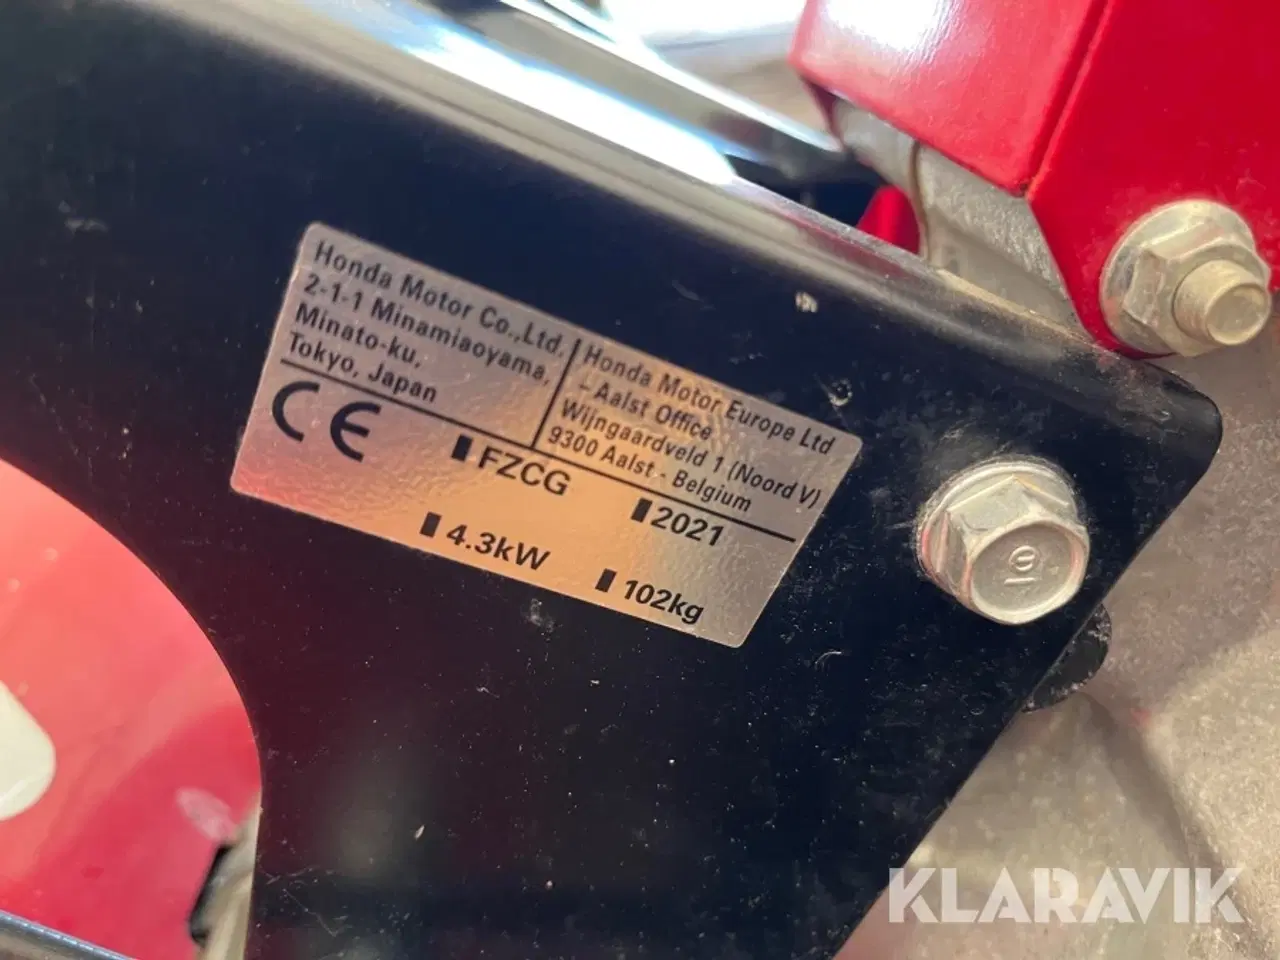 Honda Motor Co.,Ltd.
2-1-1 Minamiaoyama,
Minato-ku,
Tokyo, Japan
Honda Motor Europe Ltd
- Aalst Office
Wijngaardveld 1 (Noord V)
9300 Aalst - Belgium
CE
FZCG
2021
4.3kW
102kg
9
KLARAVIK